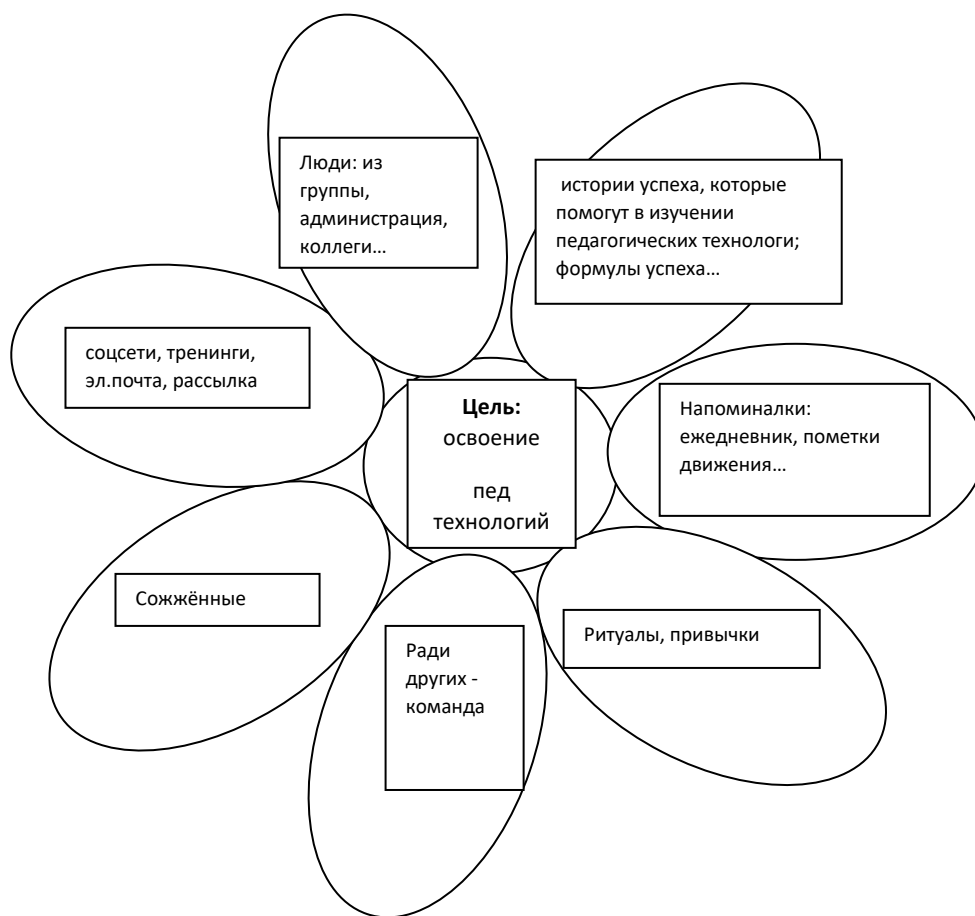 Люди: из
группы,
администрация,
коллеги…
истории успеха, которые
помогут в изучении
педагогических технологи;
формулы успеха…
соцсети, тренинги,
эл.почта, рассылка
Цель:
освоение
пед
технологий
Напоминалки:
ежедневник, пометки
движения…
Сожжённые
Ритуалы, привычки
Ради
других -
команда